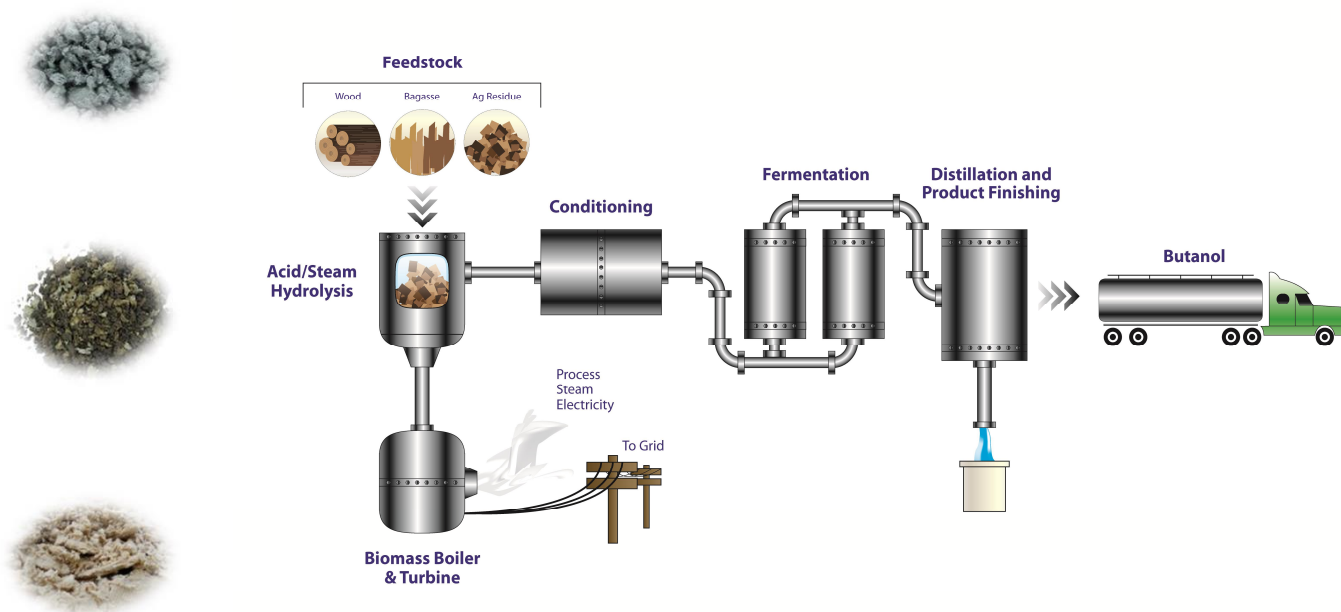 Feedstock
Wood
Bagasse
Ag Residue
Acid/Steam
Hydrolysis
Conditioning
Fermentation
Distillation and
Product Finishing
Butanol
Process
Steam
Electricity
To Grid
Biomass Boiler
& Turbine